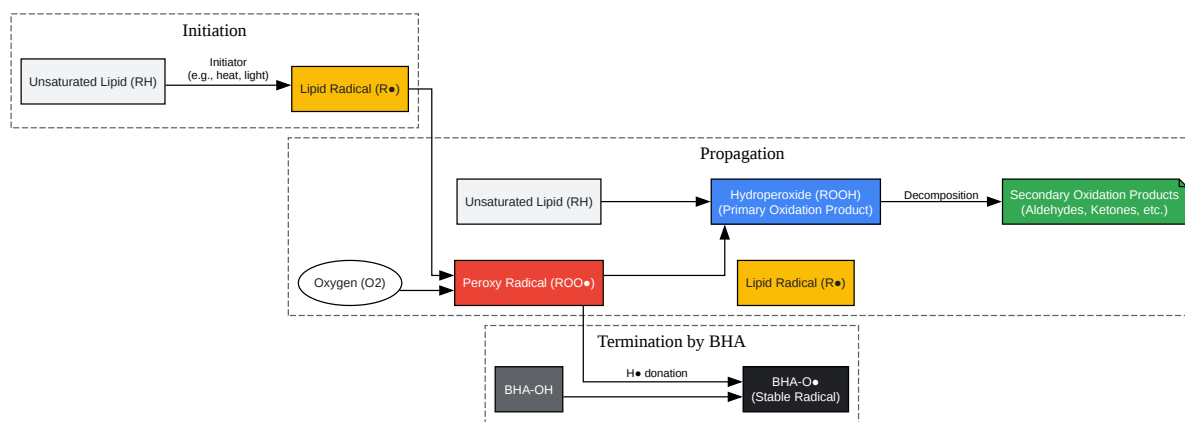 Initiation
Unsaturated Lipid (RH)
Initiator
(e.g., heat, light)
Lipid Radical (R●)
Propagation
Unsaturated Lipid (RH)
Hydroperoxide (ROOH)
(Primary Oxidation Product)
Decomposition
Secondary Oxidation Products
(Aldehydes, Ketones, etc.)
Oxygen (O2)
Peroxy Radical (ROO●)
Lipid Radical (R●)
Termination by BHA
BHA-OH
H● donation
BHA-O●
(Stable Radical)